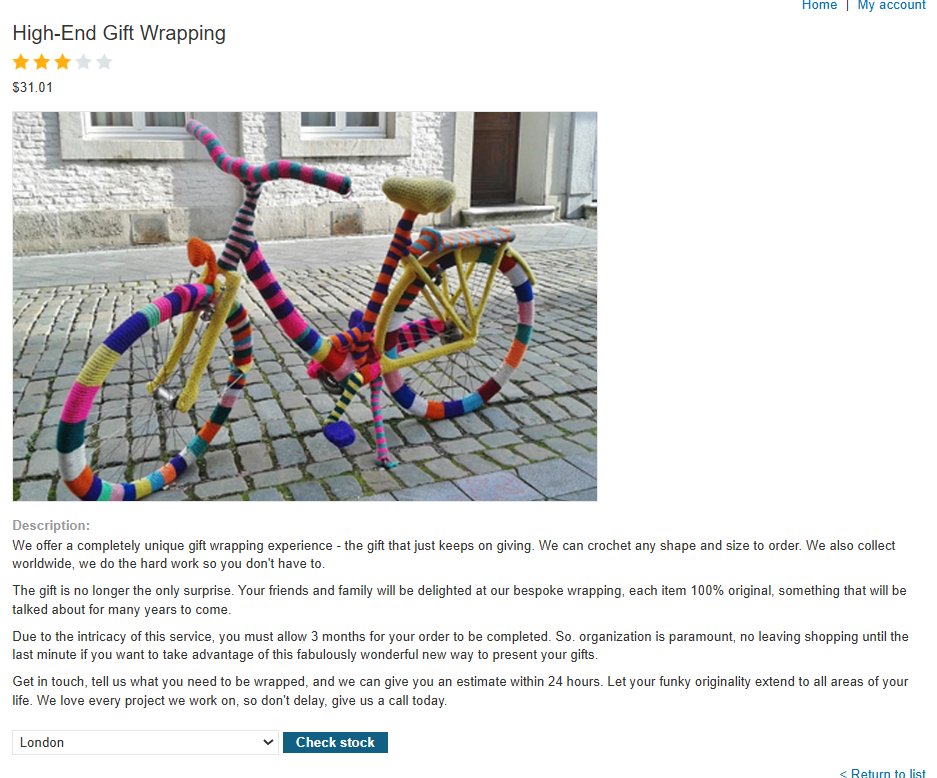 Home | My account
High-End Gift Wrapping
$31.01
Description:
We offer a completely unique gift wrapping experience - the gift that just keeps on giving. We can crochet any shape and size to order. We also collect
worldwide, we do the hard work so you don't have to.
The gift is no longer the only surprise. Your friends and family will be delighted at our bespoke wrapping, each item 100% original, something that will be
talked about for many years to come.
Due to the intricacy of this service, you must allow 3 months for your order to be completed. So. organization is paramount, no leaving shopping until the
last minute if you want to take advantage of this fabulously wonderful new way to present your gifts.
Get in touch, tell us what you need to be wrapped, and we can give you an estimate within 24 hours. Let your funky originality extend to all areas of your
life. We love every project we work on, so don't delay, give us a call today.
London Check stock
< Return to list